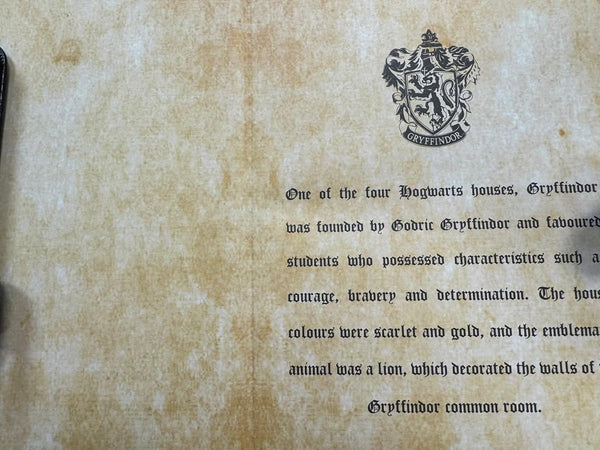 GRYFFINDOR
One of the four Hogwarts houses, Gryffindor
was founded by Godric Gryffindor and favoured
students who possessed characteristics such a
courage, bravery and determination. The hous
colours were scarlet and gold, and the emblema
animal was a lion, which decorated the walls of
Gryffindor common room.